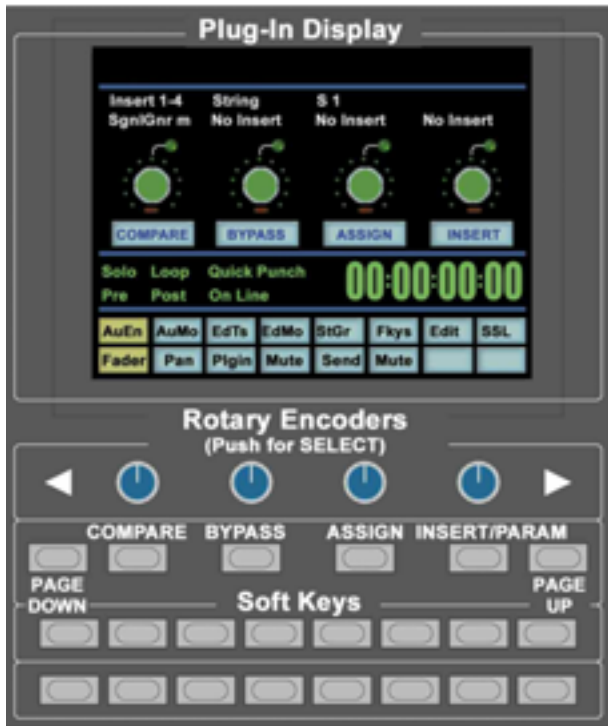 Plug-In Display
Insert 1-4 String S 1
SgnlGnr m No Insert No Insert No Insert
COMPARE BYPASS ASSIGN INSERT
Solo Loop Quick Punch 00:00:00:00
Pre Post On Line
AuEn AuMo EdTs EdMo StGr Fkys Edit SSL
Fader Pan Plgin Mute Send Mute
Rotary Encoders
(Push for SELECT)
COMPARE BYPASS ASSIGN INSERT/PARAM
PAGE DOWN PAGE UP
Soft Keys